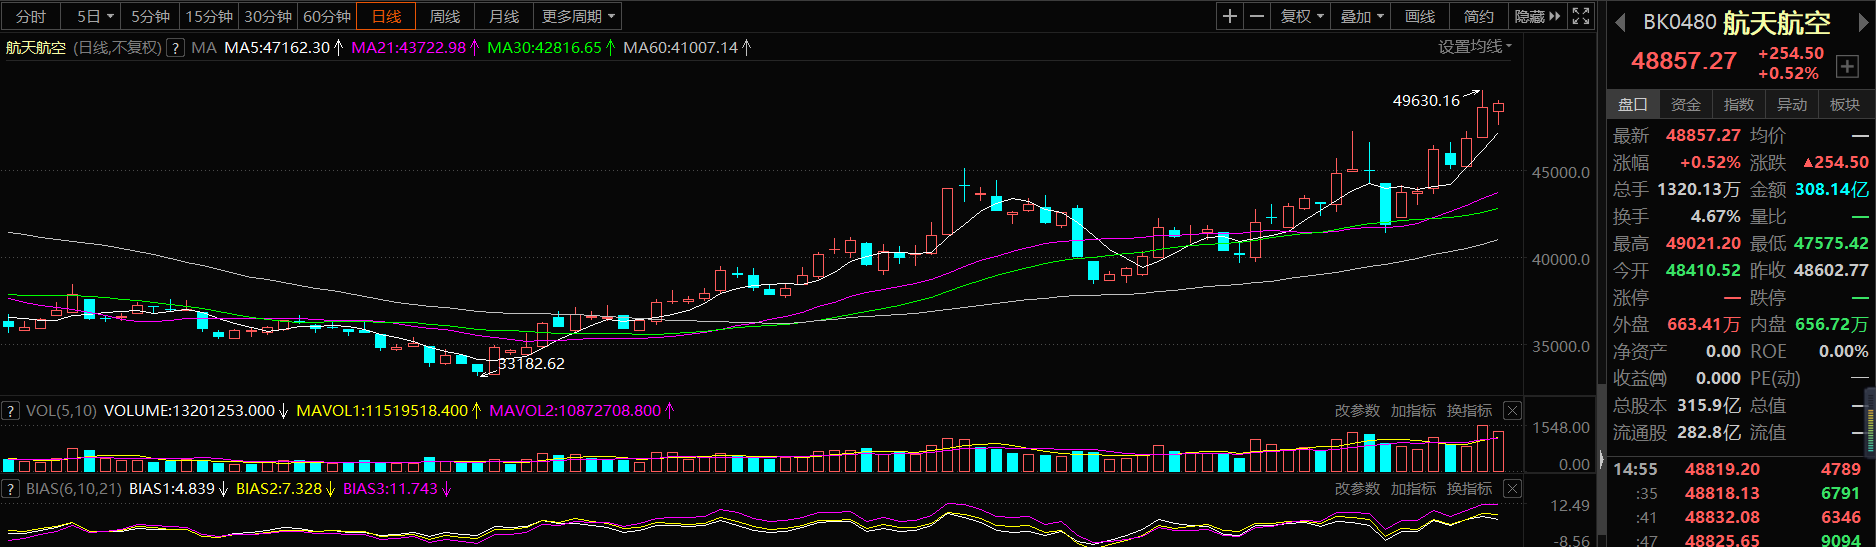 分时 5日 5分钟 15分钟 30分钟 60分钟 日线 周线 月线 更多周期 复权 叠加 画线 简约 隐藏
航天航空 (日线,不复权) ? MA MA5:47162.30↑ MA21:43722.98↑ MA30:42816.65↑ MA60:41007.14↑ 设置均线
49630.16
45000.0
40000.0
35000.0
33182.62
? VOL(5,10) VOLUME:13201253.000↓ MAVOL1:11519518.400↑ MAVOL2:10872708.800↑ 改参数 加指标 换指标
1548.00
0.00
? BIAS(6,10,21) BIAS1:4.839↓ BIAS2:7.328↓ BIAS3:11.743↓ 改参数 加指标 换指标
12.49
-8.56
BK0480 航天航空
48857.27 +254.50
+0.52%
盘口 资金 指数 异动 板块
最新 48857.27 均价 —
涨幅 +0.52% 涨跌 ▲254.50
总手 1320.13万 金额 308.14亿
换手 4.67% 量比 —
最高 49021.20 最低 47575.42
今开 48410.52 昨收 48602.77
涨停 — 跌停 —
外盘 663.41万 内盘 656.72万
净资产 0.00 ROE 0.00%
收益㈣ 0.000 PE(动) —
总股本 315.9亿 总值 —
流通股 282.8亿 流值 —
14:55 48819.20 4789
:35 48818.13 6791
:41 48832.08 6346
:47 48825.65 9094